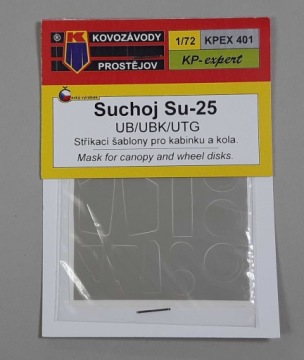 K
KOVOZÁVODY
PROSTĚJOV
1/72 KPEX 401
KP-expert
Suchoj Su-25
UB/UBK/UTG
Stříkací šablony pro kabinku a kola.
Mask for canopy and wheel disks.